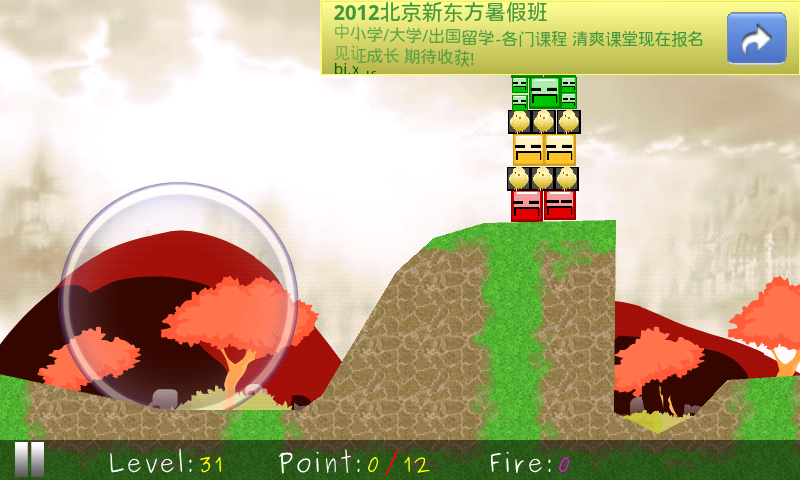 2012北京新东方暑假班
中小学/大学/出国留学-各门课程 清爽课堂现在报名
见证成长 期待收获!
Level:31
Point:0/12
Fire:0